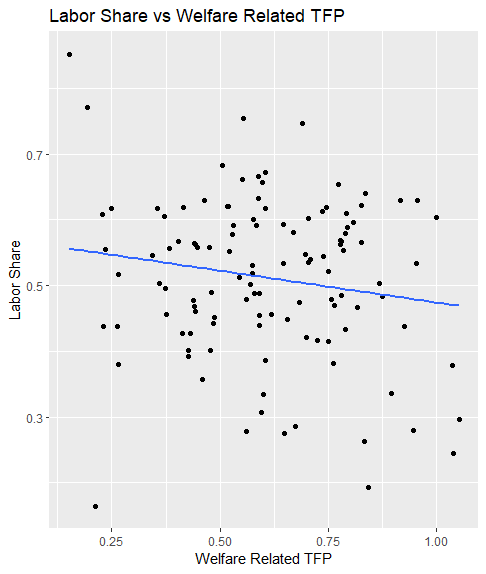 Labor Share vs Welfare Related TFP
Labor Share
0.7
0.5
0.3
0.25 0.50 0.75 1.00
Welfare Related TFP